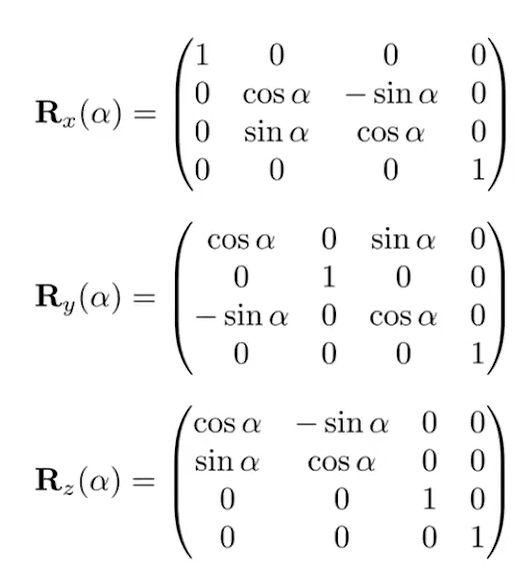 R_x(α) = ⎛1 0 0 0⎞
⎜0 cos α − sin α 0⎟
⎜0 sin α cos α 0⎟
⎝0 0 0 1⎠
R_y(α) = ⎛cos α 0 sin α 0⎞
⎜0 1 0 0⎟
⎜− sin α 0 cos α 0⎟
⎝0 0 0 1⎠
R_z(α) = ⎛cos α − sin α 0 0⎞
⎜sin α cos α 0 0⎟
⎜0 0 1 0⎟
⎝0 0 0 1⎠